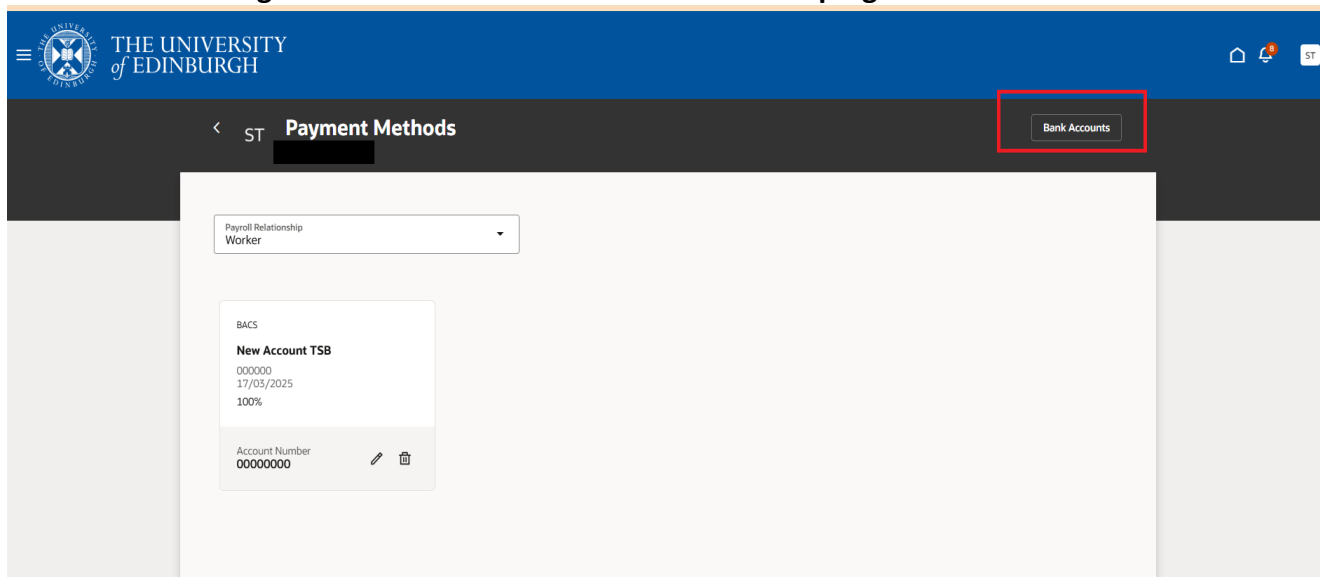 THE UNIVERSITY
of EDINBURGH
8
ST
ST
Payment Methods
Bank Accounts
Payroll Relationship
Worker
BACS
New Account TSB
000000
17/03/2025
100%
Account Number
00000000